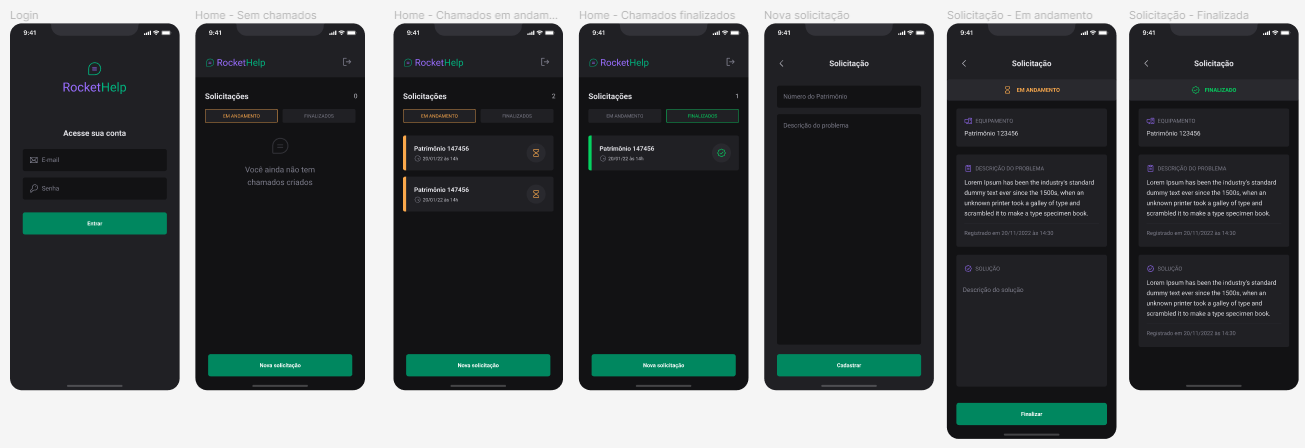 Login
9:41
RocketHelp
Acesse sua conta
E-mail
Senha
Entrar
Home - Sem chamados
9:41
RocketHelp
Solicitações 0
EM ANDAMENTO FINALIZADOS
Você ainda não tem
chamados criados
Nova solicitação
Home - Chamados em andam...
9:41
RocketHelp
Solicitações 2
EM ANDAMENTO FINALIZADOS
Patrimônio 147456
20/01/22 às 14h
Patrimônio 147456
20/01/22 às 14h
Nova solicitação
Home - Chamados finalizados
9:41
RocketHelp
Solicitações 1
EM ANDAMENTO FINALIZADOS
Patrimônio 147456
20/01/22 às 14h
Nova solicitação
Nova solicitação
9:41
Solicitação
Número do Patrimônio
Descrição do problema
Cadastrar
Solicitação - Em andamento
9:41
Solicitação
EM ANDAMENTO
EQUIPAMENTO
Patrimônio 123456
DESCRIÇÃO DO PROBLEMA
Lorem Ipsum has been the industry's standard
dummy text ever since the 1500s, when an
unknown printer took a galley of type and
scrambled it to make a type specimen book.
Registrado em 20/11/2022 às 14:30
SOLUÇÃO
Descrição do solução
Finalizar
Solicitação - Finalizada
9:41
Solicitação
FINALIZADO
EQUIPAMENTO
Patrimônio 123456
DESCRIÇÃO DO PROBLEMA
Lorem Ipsum has been the industry's standard
dummy text ever since the 1500s, when an
unknown printer took a galley of type and
scrambled it to make a type specimen book.
Registrado em 20/11/2022 às 14:30
SOLUÇÃO
Lorem Ipsum has been the industry's standard
dummy text ever since the 1500s, when an
unknown printer took a galley of type and
scrambled it to make a type specimen book.
Registrado em 20/11/2022 às 14:30